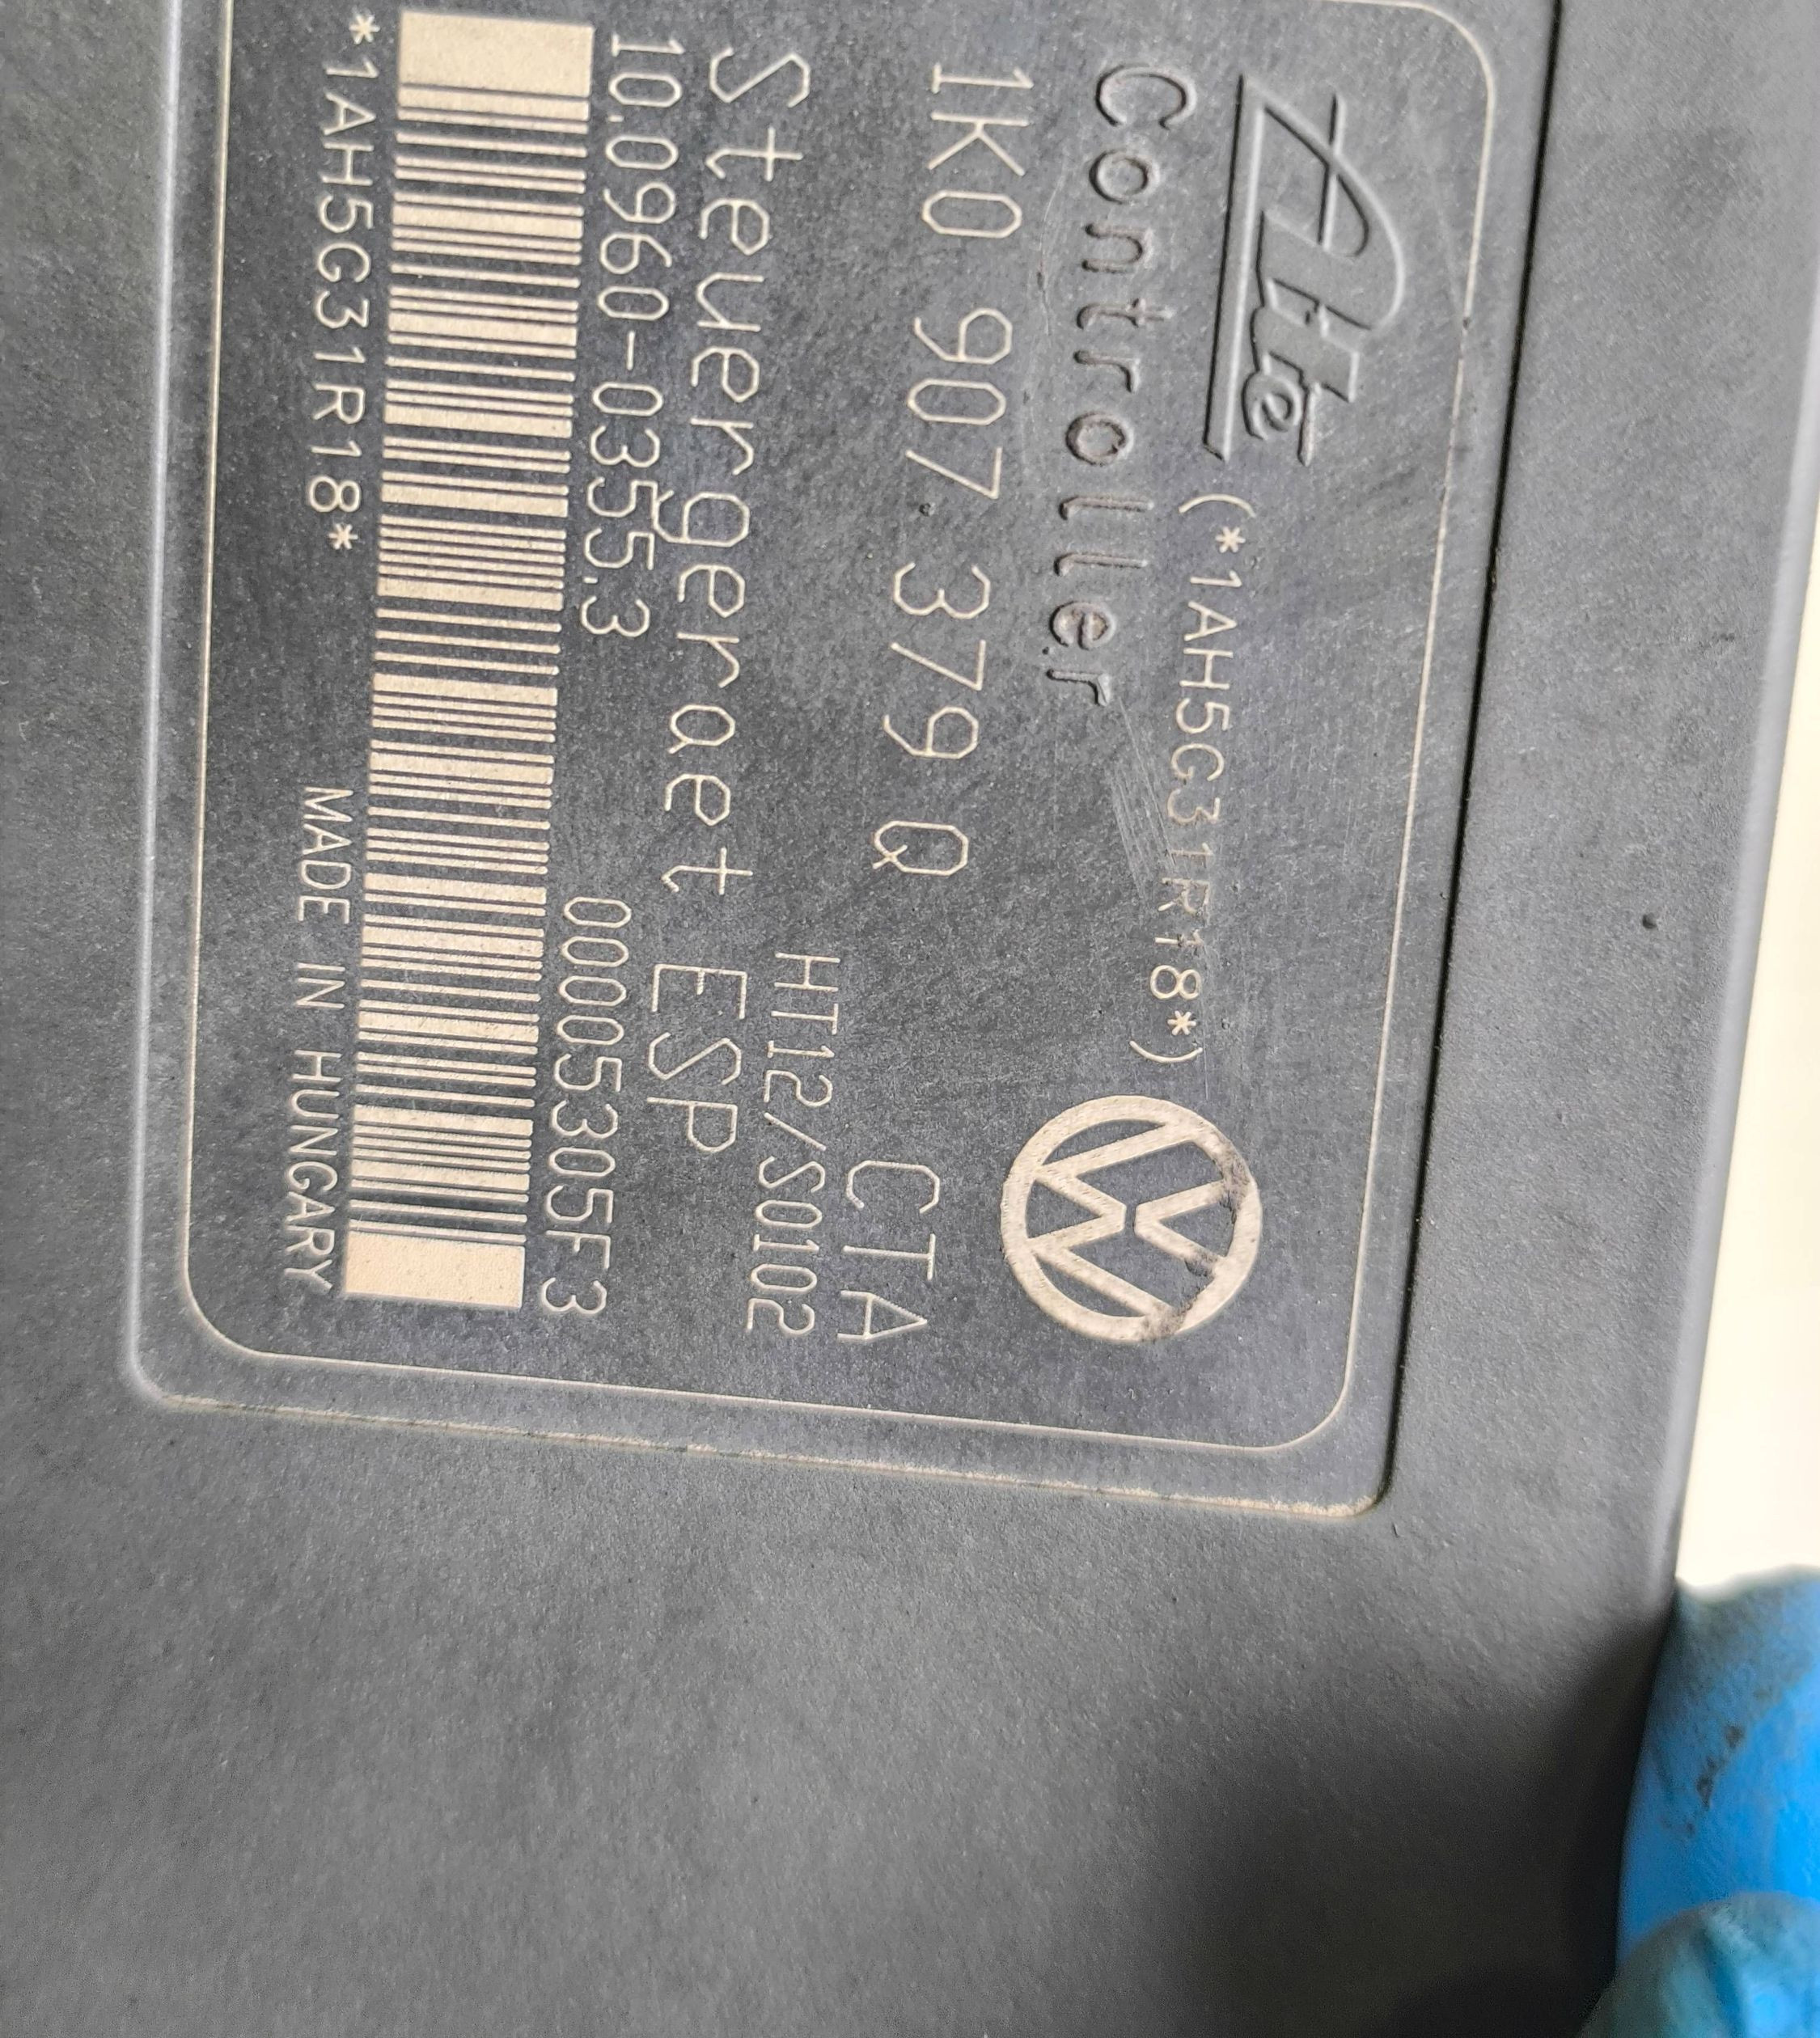 Ate (*1AH5G31R18*)
Controller
1K0 907.379 Q
CTA
HT12/S0102
Steuergeraet ESP
10.0960-0355.3 00005305F3
*1AH5G31R18* MADE IN HUNGARY